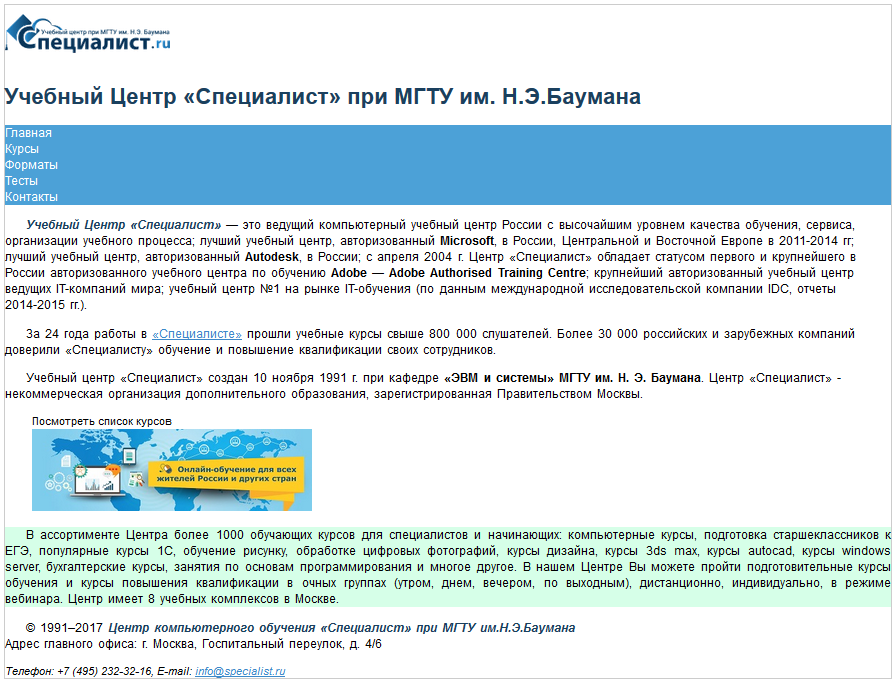 Учебный центр при МГТУ им. Н.Э. Баумана
Специалист.ru
Учебный Центр «Специалист» при МГТУ им. Н.Э.Баумана
Главная
Курсы
Форматы
Тесты
Контакты
Учебный Центр «Специалист» — это ведущий компьютерный учебный центр России с высочайшим уровнем качества обучения, сервиса,
организации учебного процесса; лучший учебный центр, авторизованный Microsoft, в России, Центральной и Восточной Европе в 2011-2014 гг;
лучший учебный центр, авторизованный Autodesk, в России; с апреля 2004 г. Центр «Специалист» обладает статусом первого и крупнейшего в
России авторизованного учебного центра по обучению Adobe — Adobe Authorised Training Centre; крупнейший авторизованный учебный центр
ведущих IT-компаний мира; учебный центр №1 на рынке IT-обучения (по данным международной исследовательской компании IDC, отчеты
2014-2015 гг.).
За 24 года работы в «Специалисте» прошли учебные курсы свыше 800 000 слушателей. Более 30 000 российских и зарубежных компаний
доверили «Специалисту» обучение и повышение квалификации своих сотрудников.
Учебный центр «Специалист» создан 10 ноября 1991 г. при кафедре «ЭВМ и системы» МГТУ им. Н. Э. Баумана. Центр «Специалист» -
некоммерческая организация дополнительного образования, зарегистрированная Правительством Москвы.
Посмотреть список курсов
Онлайн-обучение для всех
жителей России и других стран
В ассортименте Центра более 1000 обучающих курсов для специалистов и начинающих: компьютерные курсы, подготовка старшеклассников к
ЕГЭ, популярные курсы 1С, обучение рисунку, обработке цифровых фотографий, курсы дизайна, курсы 3ds max, курсы autocad, курсы windows
server, бухгалтерские курсы, занятия по основам программирования и многое другое. В нашем Центре Вы можете пройти подготовительные курсы
обучения и курсы повышения квалификации в очных группах (утром, днем, вечером, по выходным), дистанционно, индивидуально, в режиме
вебинара. Центр имеет 8 учебных комплексов в Москве.
© 1991–2017 Центр компьютерного обучения «Специалист» при МГТУ им.Н.Э.Баумана
Адрес главного офиса: г. Москва, Госпитальный переулок, д. 4/6
Телефон: +7 (495) 232-32-16, E-mail: info@specialist.ru